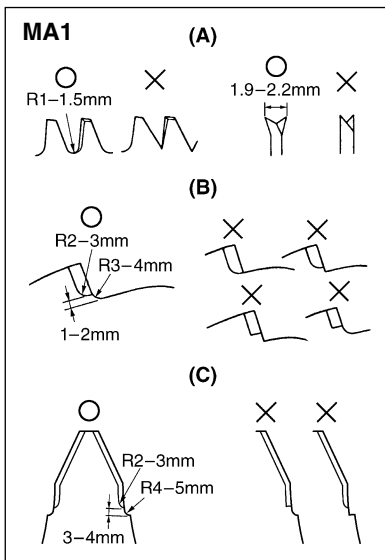 MA1
(A)
R1–1.5mm
1.9–2.2mm
(B)
R2–3mm
R3–4mm
1–2mm
(C)
R2–3mm
R4–5mm
3–4mm